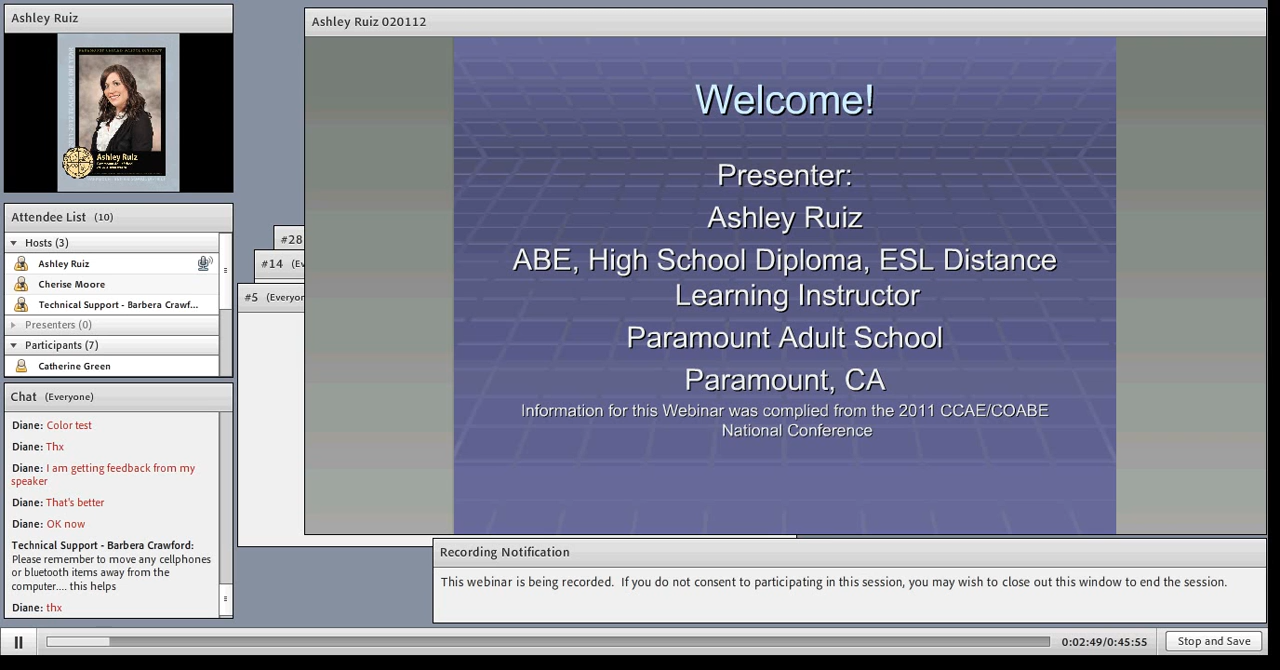 Ashley Ruiz
Ashley Ruiz
Attendee List (10)
Hosts (3)
Ashley Ruiz
Cherise Moore
Technical Support - Barbera Crawf...
Presenters (0)
Participants (7)
Catherine Green
Chat (Everyone)
Diane: Color test
Diane: Thx
Diane: I am getting feedback from my
speaker
Diane: That's better
Diane: OK now
Technical Support - Barbera Crawford:
Please remember to move any cellphones
or bluetooth items away from the
computer.... this helps
Diane: thx
#28
#14 (Ev
#5 (Everyon
Ashley Ruiz 020112
Welcome!
Presenter:
Ashley Ruiz
ABE, High School Diploma, ESL Distance
Learning Instructor
Paramount Adult School
Paramount, CA
Information for this Webinar was complied from the 2011 CCAE/COABE
National Conference
Recording Notification
This webinar is being recorded. If you do not consent to participating in this session, you may wish to close out this window to end the session.
0:02:49/0:45:55
Stop and Save